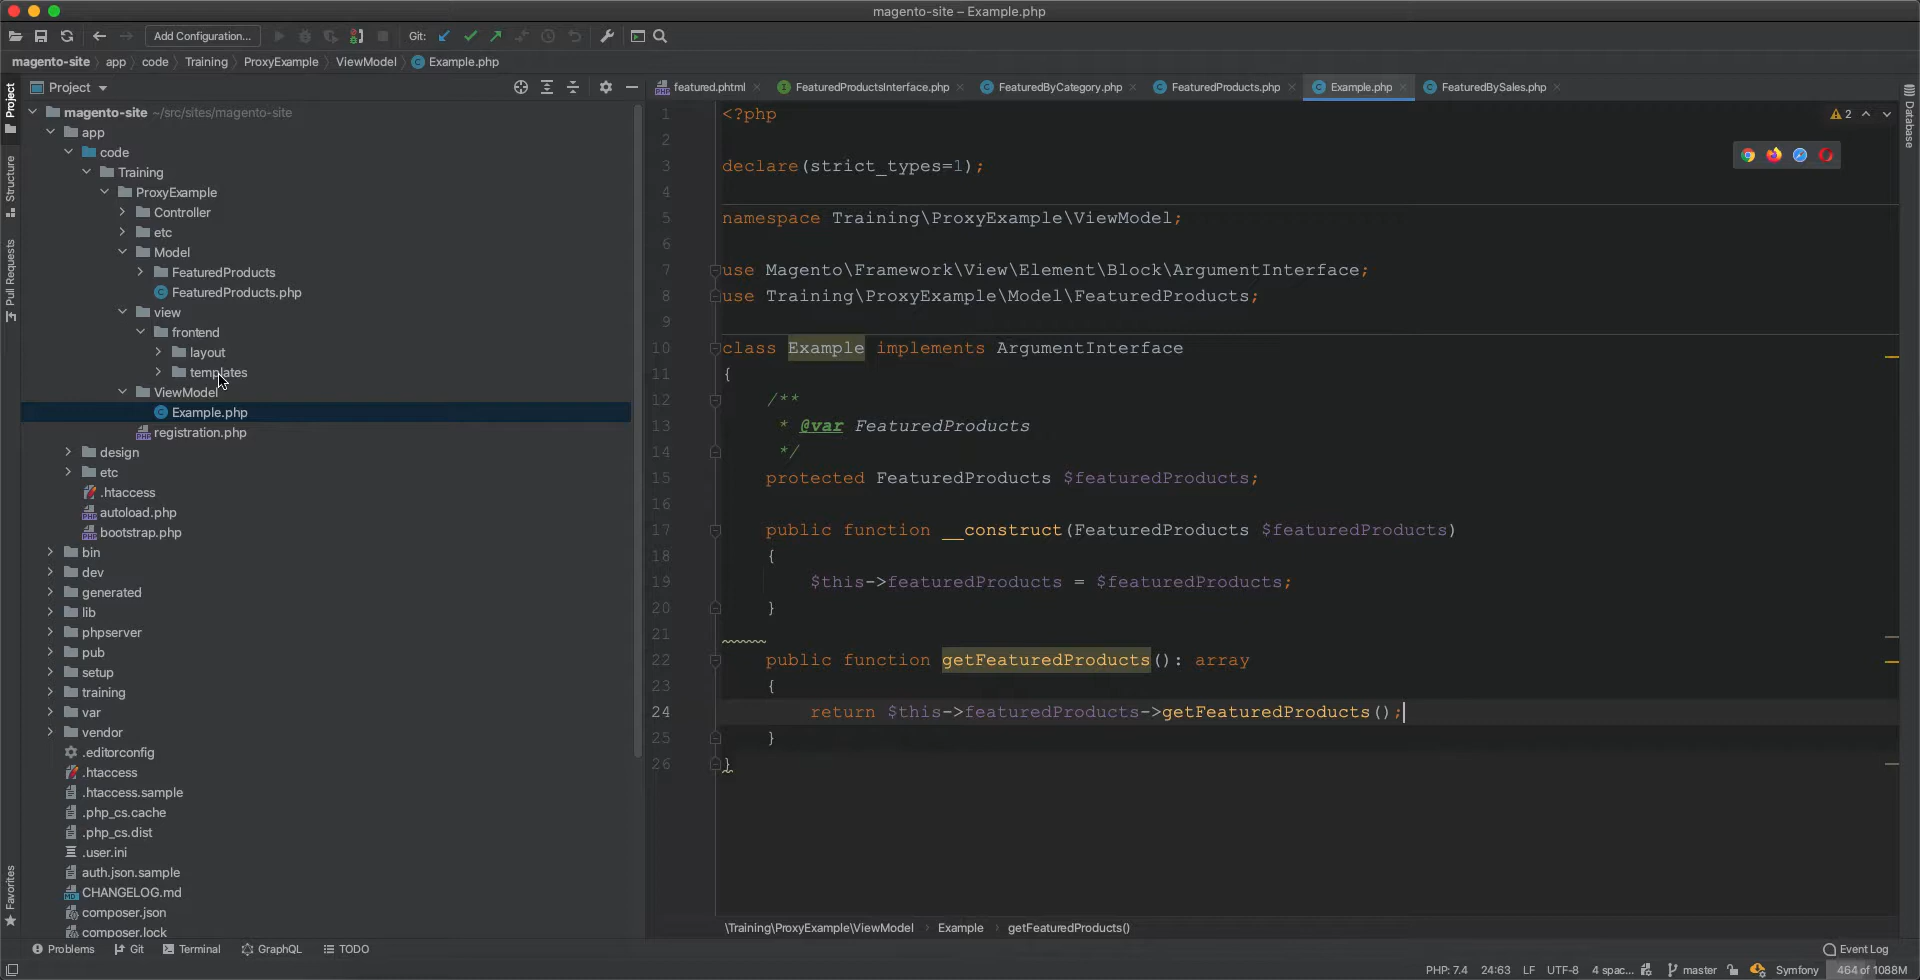 magento-site – Example.php
Add Configuration... Git:
magento-site app code Training ProxyExample ViewModel Example.php
Project
featured.phtml FeaturedProductsInterface.php FeaturedByCategory.php FeaturedProducts.php Example.php FeaturedBySales.php
Project
Structure
Pull Requests
Favorites
Database
magento-site ~/src/sites/magento-site
app
code
Training
ProxyExample
Controller
etc
Model
FeaturedProducts
FeaturedProducts.php
view
frontend
layout
templates
ViewModel
Example.php
registration.php
design
etc
.htaccess
autoload.php
bootstrap.php
bin
dev
generated
lib
phpserver
pub
setup
training
var
vendor
.editorconfig
.htaccess
.htaccess.sample
.php_cs.cache
.php_cs.dist
.user.ini
auth.json.sample
CHANGELOG.md
composer.json
composer.lock
2
1 <?php
2
3 declare(strict_types=1);
4
5 namespace Training\ProxyExample\ViewModel;
6
7 use Magento\Framework\View\Element\Block\ArgumentInterface;
8 use Training\ProxyExample\Model\FeaturedProducts;
9
10 class Example implements ArgumentInterface
11 {
12 /**
13 * @var FeaturedProducts
14 */
15 protected FeaturedProducts $featuredProducts;
16
17 public function __construct(FeaturedProducts $featuredProducts)
18 {
19 $this->featuredProducts = $featuredProducts;
20 }
21
22 public function getFeaturedProducts(): array
23 {
24 return $this->featuredProducts->getFeaturedProducts();
25 }
26 }
\Training\ProxyExample\ViewModel Example getFeaturedProducts()
Problems Git Terminal GraphQL TODO Event Log
PHP: 7.4 24:63 LF UTF-8 4 spac... master Symfony 464 of 1088M